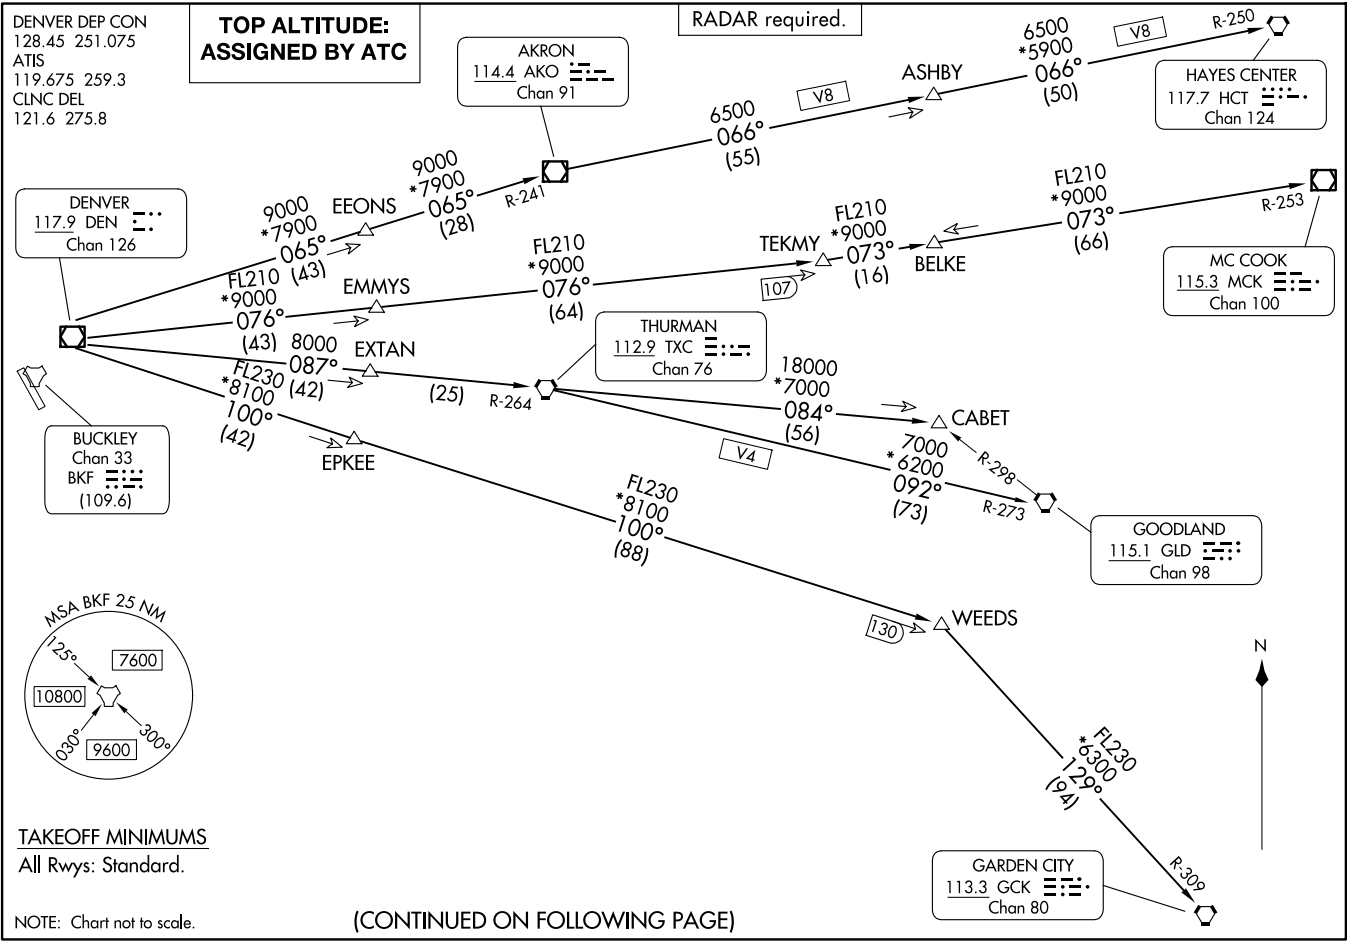 DENVER DEP CON
128.45 251.075
ATIS
119.675 259.3
CLNC DEL
121.6 275.8
TOP ALTITUDE:
ASSIGNED BY ATC
RADAR required.
AKRON
114.4 AKO
Chan 91
HAYES CENTER
117.7 HCT
Chan 124
R-250
V8
6500
*5900
066°
(50)
ASHBY
V8
6500
066°
(55)
R-241
9000
*7900
065°
(28)
EEONS
9000
*7900
065°
(43)
DENVER
117.9 DEN
Chan 126
FL210
*9000
076°
(43)
EMMYS
FL210
*9000
076°
(64)
TEKMY
107
FL210
*9000
073°
(16)
BELKE
FL210
*9000
073°
(66)
R-253
MC COOK
115.3 MCK
Chan 100
8000
087°
(42)
EXTAN
(25)
R-264
THURMAN
112.9 TXC
Chan 76
18000
*7000
084°
(56)
CABET
R-298
V4
7000
*6200
092°
(73)
R-273
GOODLAND
115.1 GLD
Chan 98
FL230
*8100
100°
(42)
EPKEE
FL230
*8100
100°
(88)
130
WEEDS
FL230
*6300
129°
(94)
R-309
GARDEN CITY
113.3 GCK
Chan 80
BUCKLEY
Chan 33
BKF
(109.6)
MSA BKF 25 NM
125°
7600
10800
030°
9600
300°
N
TAKEOFF MINIMUMS
All Rwys: Standard.
NOTE: Chart not to scale.
(CONTINUED ON FOLLOWING PAGE)